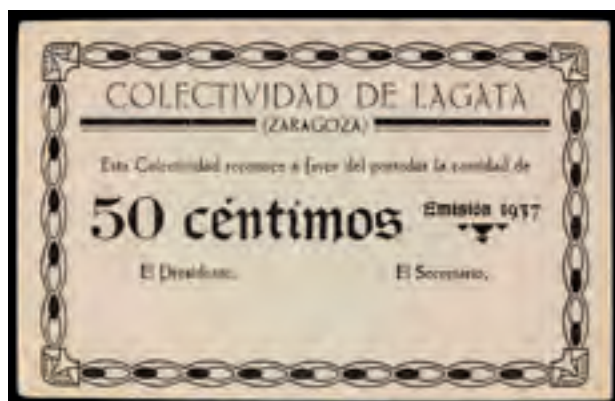 COLECTIVIDAD DE LAGATA
(ZARAGOZA)
Esta Colectividad reconoce a favor del portador la cantidad de
50 céntimos Emisión 1937
El Presidente, El Secretario,